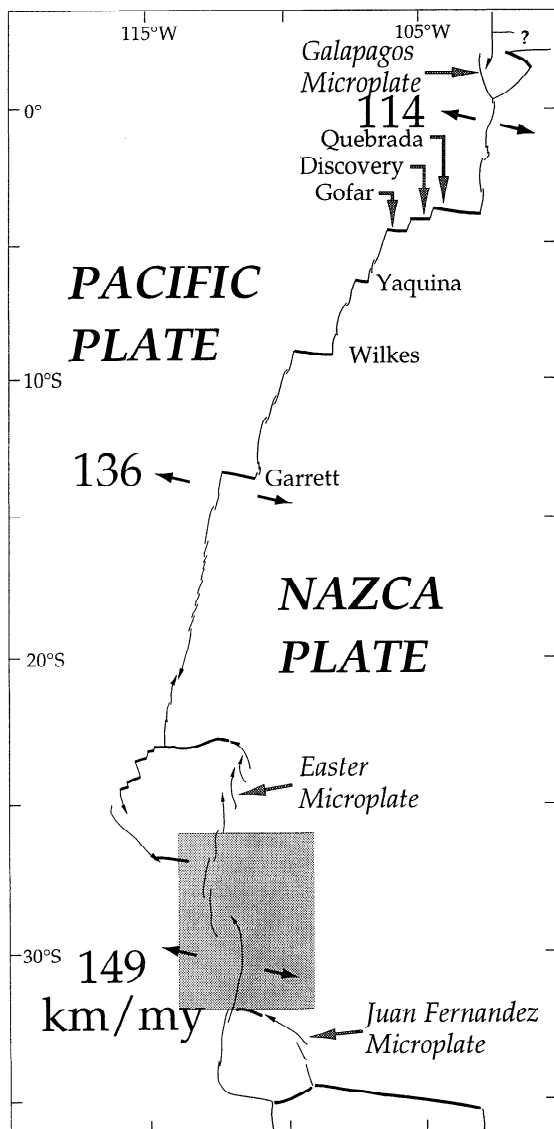 115°W
105°W
?
Galapagos
Microplate
0°
114
Quebrada
Discovery
Gofar
PACIFIC
PLATE
Yaquina
Wilkes
10°S
136
Garrett
NAZCA
PLATE
20°S
Easter
Microplate
30°S
149
km/my
Juan Fernandez
Microplate